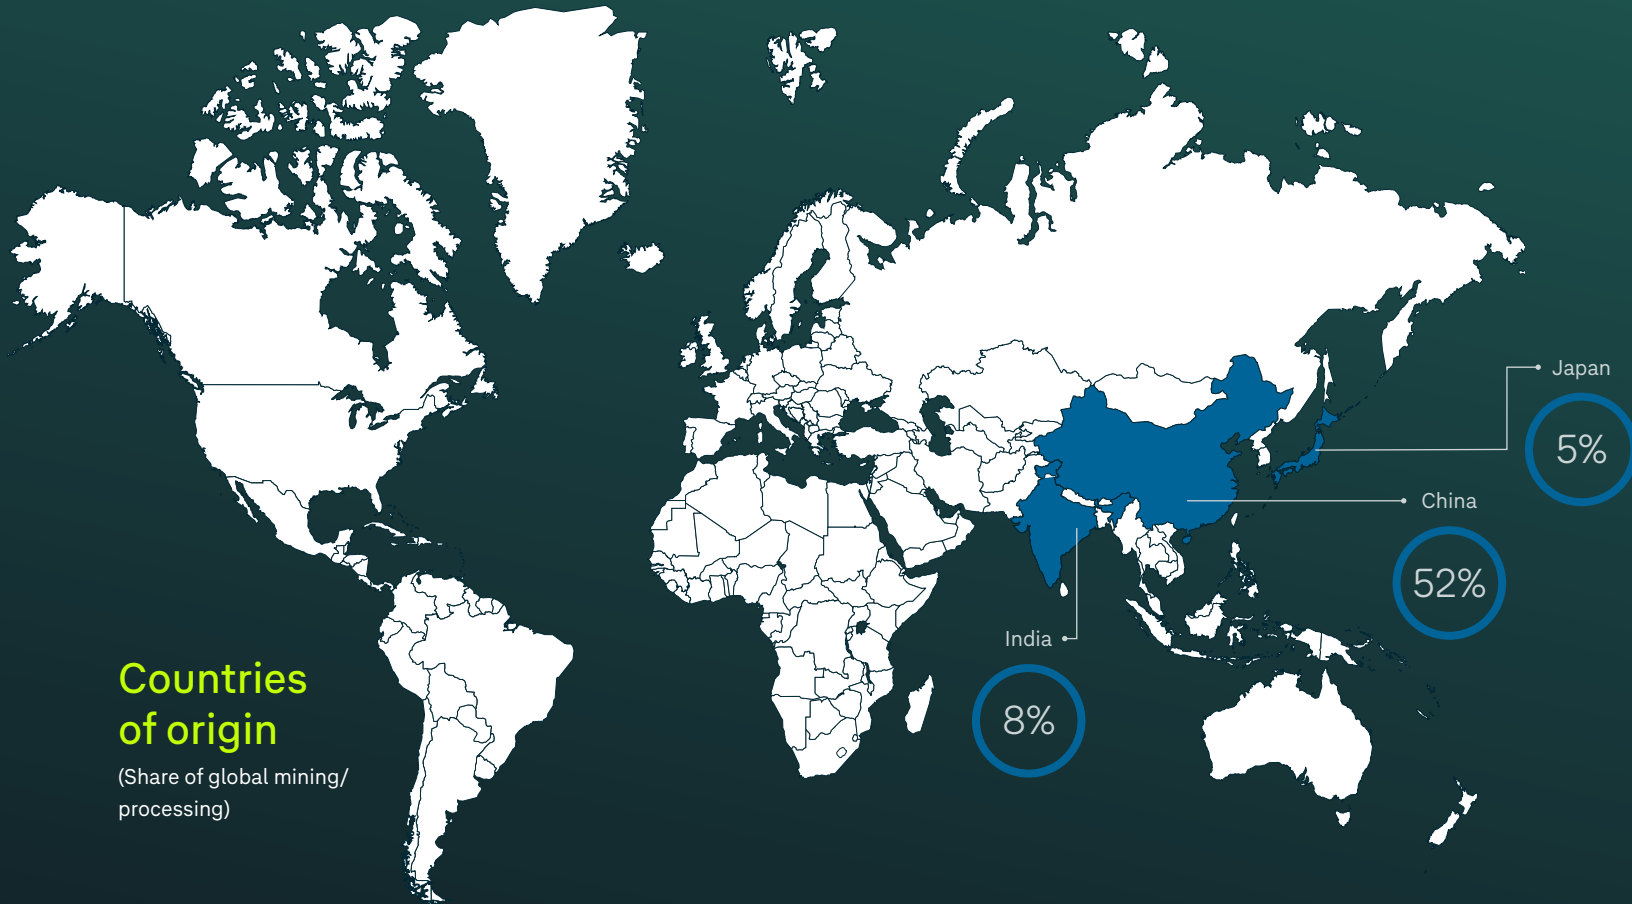 Japan
5%
China
52%
India
8%
Countries
of origin
(Share of global mining/
processing)